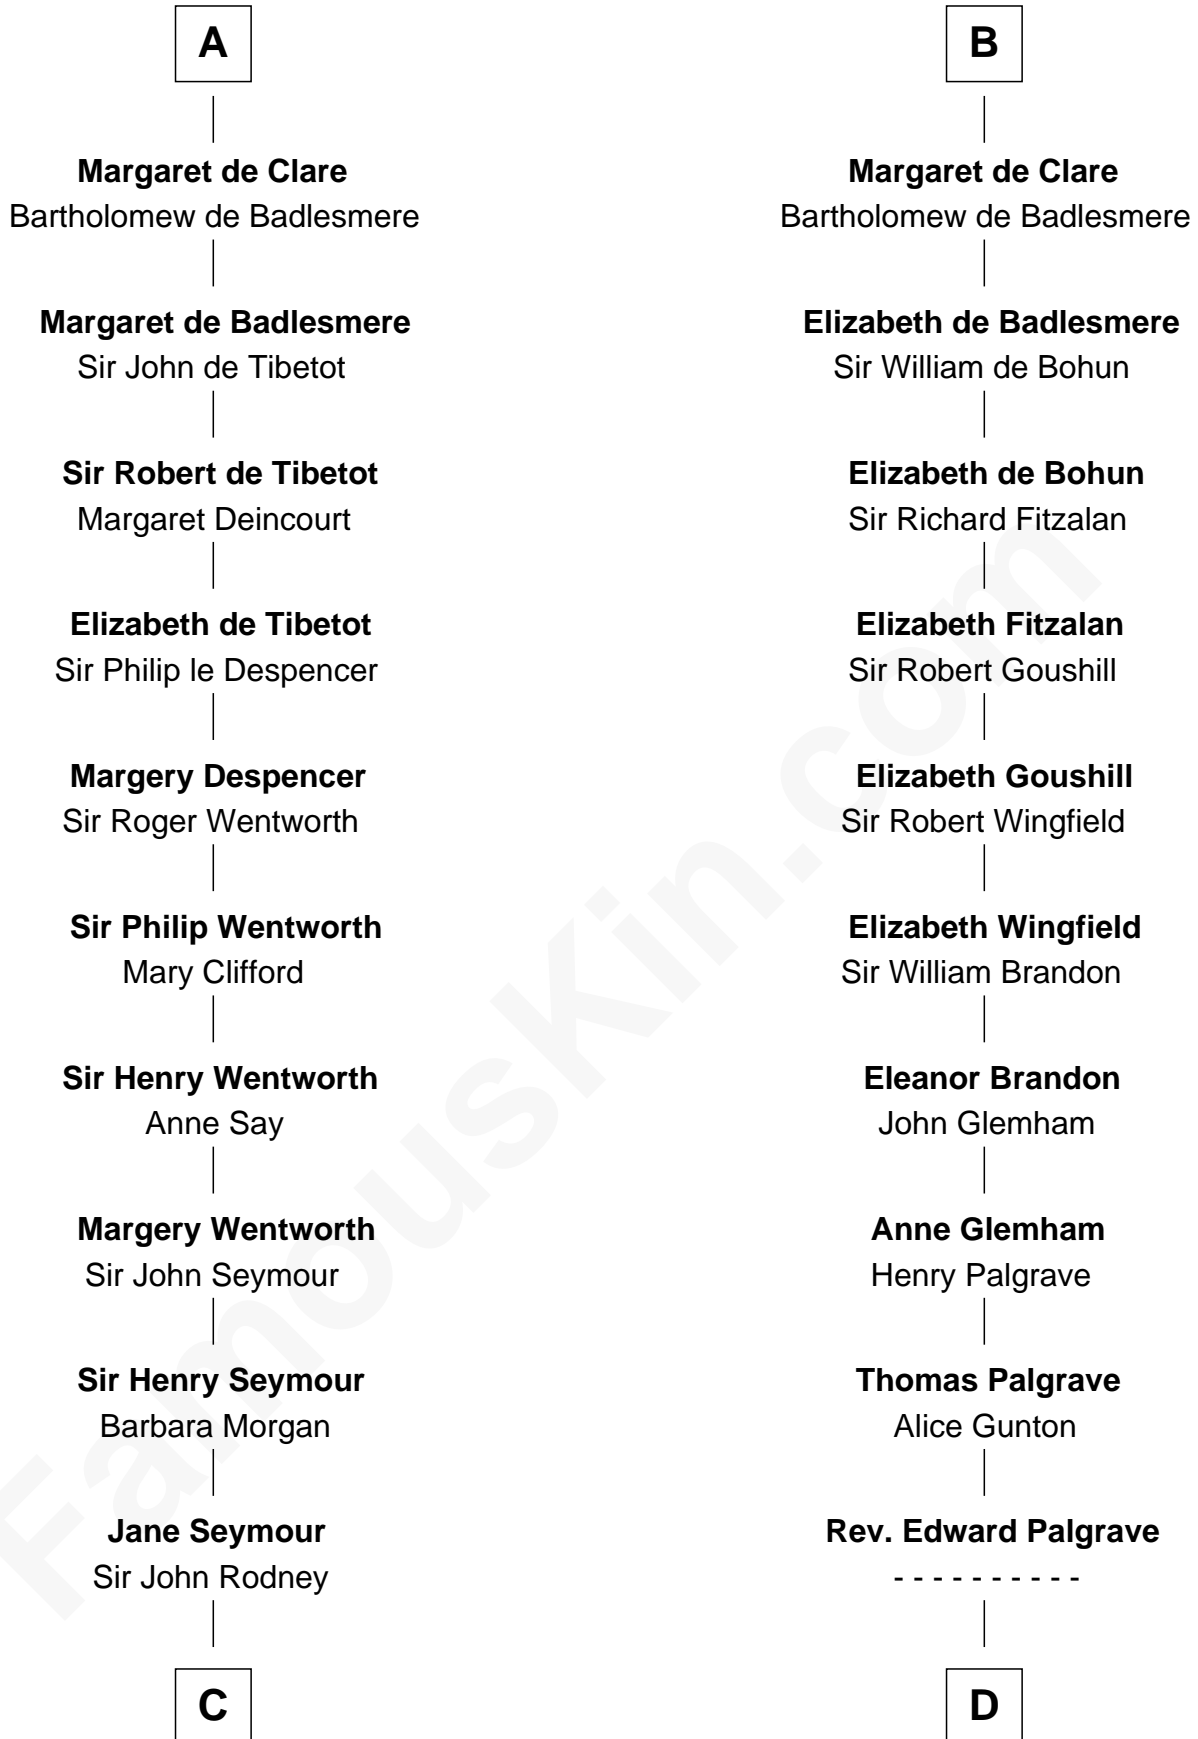 A
Margaret de Clare
Bartholomew de Badlesmere
Margaret de Badlesmere
Sir John de Tibetot
Sir Robert de Tibetot
Margaret Deincourt
Elizabeth de Tibetot
Sir Philip le Despencer
Margery Despencer
Sir Roger Wentworth
Sir Philip Wentworth
Mary Clifford
Sir Henry Wentworth
Anne Say
Margery Wentworth
Sir John Seymour
Sir Henry Seymour
Barbara Morgan
Jane Seymour
Sir John Rodney
C
B
Margaret de Clare
Bartholomew de Badlesmere
Elizabeth de Badlesmere
Sir William de Bohun
Elizabeth de Bohun
Sir Richard Fitzalan
Elizabeth Fitzalan
Sir Robert Goushill
Elizabeth Goushill
Sir Robert Wingfield
Elizabeth Wingfield
Sir William Brandon
Eleanor Brandon
John Glemham
Anne Glemham
Henry Palgrave
Thomas Palgrave
Alice Gunton
Rev. Edward Palgrave
- - - - - - - - - -
D
FamousKin.com